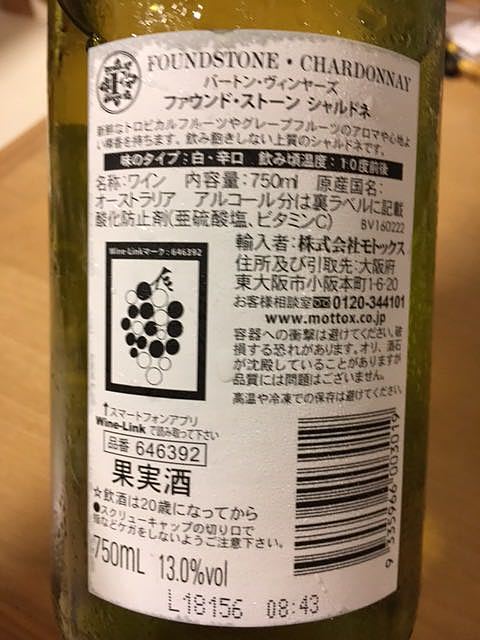 F
FOUNDSTONE・CHARDONNAY
バートン・ヴィンヤーズ
ファウンド・ストーン シャルドネ
新鮮なトロピカルフルーツやグレープフルーツのアロマや心地よ
い樽香を持ちます。飲み飽きしない上質のシャルドネです。
味のタイプ:白・辛口 飲み頃温度:10度前後
名称:ワイン 内容量:750ml 原産国名:
オーストラリア アルコール分は裏ラベルに記載
酸化防止剤(亜硫酸塩、ビタミンC) BV160222
Wine-Linkマーク:646392
輸入者:株式会社モトックス
住所及び引取先:大阪府
東大阪市小阪本町1-6-20
お客様相談室 0120-344101
www.mottox.co.jp
容器への衝撃は避けてください。破
損する恐れがあります。オリ、酒石
が沈殿していることがありますが
品質には問題はございません。
高温や冷凍での保存は避けてください。
↑スマートフォンアプリ
Wine-Linkで読み取って下さい
品番 646392
果実酒
☆飲酒は20歳になってから
●スクリューキャップの切り口で
指などケガをしないようご注意下さい。
750mL 13.0%vol
9 335966 003019
L18156 08:43